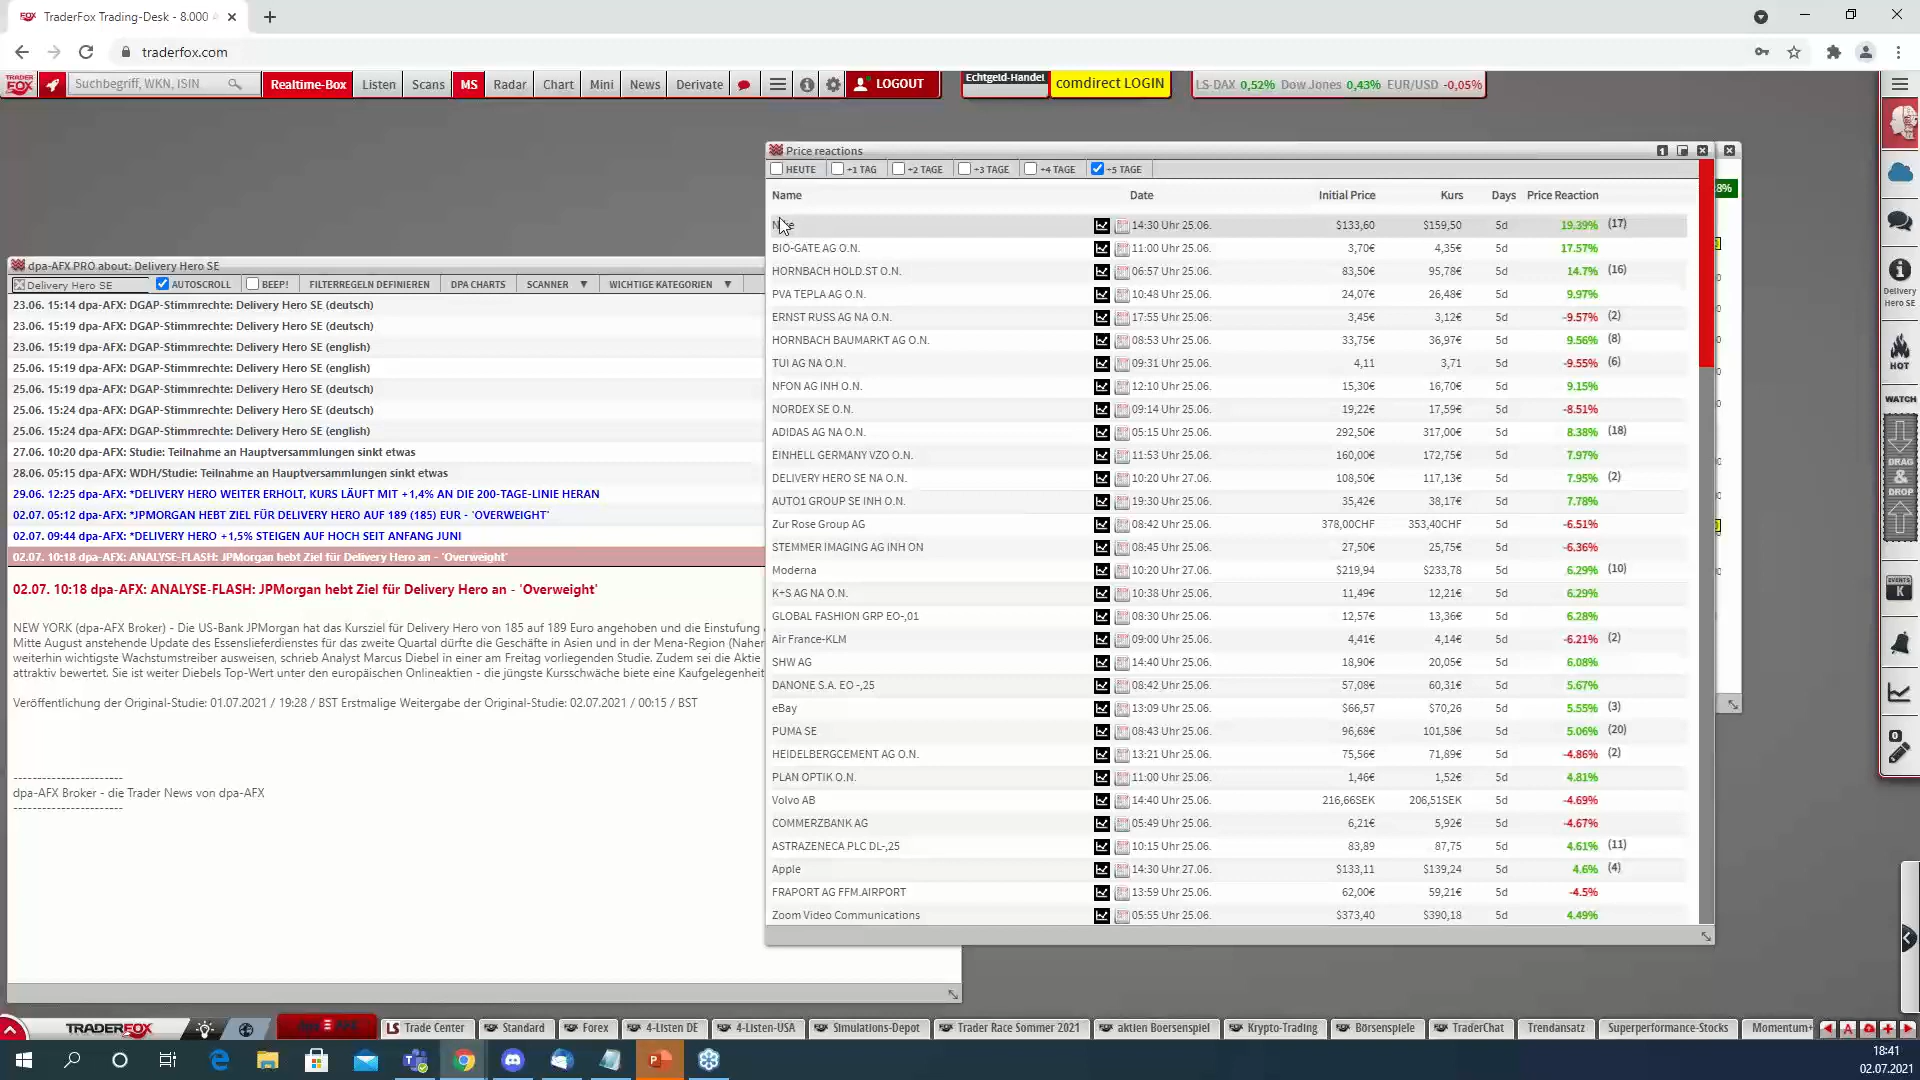 TraderFox Trading-Desk - 8.000
traderfox.com
TRADER FOX
Suchbegriff, WKN, ISIN
Realtime-Box
Listen
Scans
MS
Radar
Chart
Mini
News
Derivate
LOGOUT
Echtgeld-Handel
comdirect LOGIN
LS-DAX 0,52% Dow Jones 0,43% EUR/USD -0,05%
Price reactions
HEUTE
-1 TAG
-2 TAGE
-3 TAGE
-4 TAGE
-5 TAGE
Name Date Initial Price Kurs Days Price Reaction
14:30 Uhr 25.06. $133,60 $159,50 5d 19.39% (17)
BIO-GATE AG O.N. 11:00 Uhr 25.06. 3,70€ 4,35€ 5d 17.57%
HORNBACH HOLD.ST O.N. 06:57 Uhr 25.06. 83,50€ 95,78€ 5d 14.7% (16)
PVA TEPLA AG O.N. 10:48 Uhr 25.06. 24,07€ 26,48€ 5d 9.97%
ERNST RUSS AG NA O.N. 17:55 Uhr 25.06. 3,45€ 3,12€ 5d -9.57% (2)
HORNBACH BAUMARKT AG O.N. 08:53 Uhr 25.06. 33,75€ 36,97€ 5d 9.56% (8)
TUI AG NA O.N. 09:31 Uhr 25.06. 4,11 3,71 5d -9.55% (6)
NFON AG INH O.N. 12:10 Uhr 25.06. 15,30€ 16,70€ 5d 9.15%
NORDEX SE O.N. 09:14 Uhr 25.06. 19,22€ 17,59€ 5d -8.51%
ADIDAS AG NA O.N. 05:15 Uhr 25.06. 292,50€ 317,00€ 5d 8.38% (18)
EINHELL GERMANY VZO O.N. 11:53 Uhr 25.06. 160,00€ 172,75€ 5d 7.97%
DELIVERY HERO SE NA O.N. 10:20 Uhr 27.06. 108,50€ 117,13€ 5d 7.95% (2)
AUTO1 GROUP SE INH O.N. 19:30 Uhr 25.06. 35,42€ 38,17€ 5d 7.78%
Zur Rose Group AG 08:42 Uhr 25.06. 378,00CHF 353,40CHF 5d -6.51%
STEMMER IMAGING AG INH ON 08:45 Uhr 25.06. 27,50€ 25,75€ 5d -6.36%
Moderna 10:20 Uhr 27.06. $219,94 $233,78 5d 6.29% (10)
K+S AG NA O.N. 10:38 Uhr 25.06. 11,49€ 12,21€ 5d 6.29%
GLOBAL FASHION GRP EO-,01 08:30 Uhr 25.06. 12,57€ 13,36€ 5d 6.28%
Air France-KLM 09:00 Uhr 25.06. 4,41€ 4,14€ 5d -6.21% (2)
SHW AG 14:40 Uhr 25.06. 18,90€ 20,05€ 5d 6.08%
DANONE S.A. EO -,25 08:42 Uhr 25.06. 57,08€ 60,31€ 5d 5.67%
eBay 13:09 Uhr 25.06. $66,57 $70,26 5d 5.55% (3)
PUMA SE 08:43 Uhr 25.06. 96,68€ 101,58€ 5d 5.06% (20)
HEIDELBERGCEMENT AG O.N. 13:21 Uhr 25.06. 75,56€ 71,89€ 5d -4.86% (2)
PLAN OPTIK O.N. 11:00 Uhr 25.06. 1,46€ 1,52€ 5d 4.81%
Volvo AB 14:40 Uhr 25.06. 216,66SEK 206,51SEK 5d -4.69%
COMMERZBANK AG 05:49 Uhr 25.06. 6,21€ 5,92€ 5d -4.67%
ASTRAZENECA PLC DL-,25 10:15 Uhr 25.06. 83,89 87,75 5d 4.61% (11)
Apple 14:30 Uhr 27.06. $133,11 $139,24 5d 4.6% (4)
FRAPORT AG FFM.AIRPORT 13:59 Uhr 25.06. 62,00€ 59,21€ 5d -4.5%
Zoom Video Communications 05:55 Uhr 25.06. $373,40 $390,18 5d 4.49%
dpa-AFX PRO about: Delivery Hero SE
Delivery Hero SE
AUTOSCROLL
BEEP!
FILTERREGELN DEFINIEREN
DPA CHARTS
SCANNER
WICHTIGE KATEGORIEN
23.06. 15:14 dpa-AFX: DGAP-Stimmrechte: Delivery Hero SE (deutsch)
23.06. 15:19 dpa-AFX: DGAP-Stimmrechte: Delivery Hero SE (deutsch)
23.06. 15:19 dpa-AFX: DGAP-Stimmrechte: Delivery Hero SE (english)
25.06. 15:19 dpa-AFX: DGAP-Stimmrechte: Delivery Hero SE (english)
25.06. 15:19 dpa-AFX: DGAP-Stimmrechte: Delivery Hero SE (deutsch)
25.06. 15:24 dpa-AFX: DGAP-Stimmrechte: Delivery Hero SE (deutsch)
25.06. 15:24 dpa-AFX: DGAP-Stimmrechte: Delivery Hero SE (english)
27.06. 10:20 dpa-AFX: Studie: Teilnahme an Hauptversammlungen sinkt etwas
28.06. 05:15 dpa-AFX: WDH/Studie: Teilnahme an Hauptversammlungen sinkt etwas
29.06. 12:25 dpa-AFX: *DELIVERY HERO WEITER ERHOLT, KURS LÄUFT MIT +1,4% AN DIE 200-TAGE-LINIE HERAN
02.07. 05:12 dpa-AFX: *JPMORGAN HEBT ZIEL FÜR DELIVERY HERO AUF 189 (185) EUR - 'OVERWEIGHT'
02.07. 09:44 dpa-AFX: *DELIVERY HERO +1,5% STEIGEN AUF HOCH SEIT ANFANG JUNI
02.07. 10:18 dpa-AFX: ANALYSE-FLASH: JPMorgan hebt Ziel für Delivery Hero an - 'Overweight'
02.07. 10:18 dpa-AFX: ANALYSE-FLASH: JPMorgan hebt Ziel für Delivery Hero an - 'Overweight'
NEW YORK (dpa-AFX Broker) - Die US-Bank JPMorgan hat das Kursziel für Delivery Hero von 185 auf 189 Euro angehoben und die Einstufung
Mitte August anstehende Update des Essenslieferdienstes für das zweite Quartal dürfte die Geschäfte in Asien und in der Mena-Region (Naher
weiterhin wichtigste Wachstumstreiber ausweisen, schrieb Analyst Marcus Diebel in einer am Freitag vorliegenden Studie. Zudem sei die Aktie
attraktiv bewertet. Sie ist weiter Diebels Top-Wert unter den europäischen Onlineaktien - die jüngste Kursschwäche biete eine Kaufgelegenheit
Veröffentlichung der Original-Studie: 01.07.2021 / 19:28 / BST Erstmalige Weitergabe der Original-Studie: 02.07.2021 / 00:15 / BST
-----------------------
dpa-AFX Broker - die Trader News von dpa-AFX
-----------------------
Delivery
Hero SE
HOT
WATCH
DRAG
&
DROP
EVENTS
K
0
TRADERFOX
LS Trade Center
Standard
Forex
4-Listen DE
4-Listen-USA
Simulations-Depot
Trader Race Sommer 2021
aktien Boersenspiel
Krypto-Trading
Börsenspiele
TraderChat
Trendansatz
Superperformance-Stocks
Momentum+
A
18:41
02.07.2021